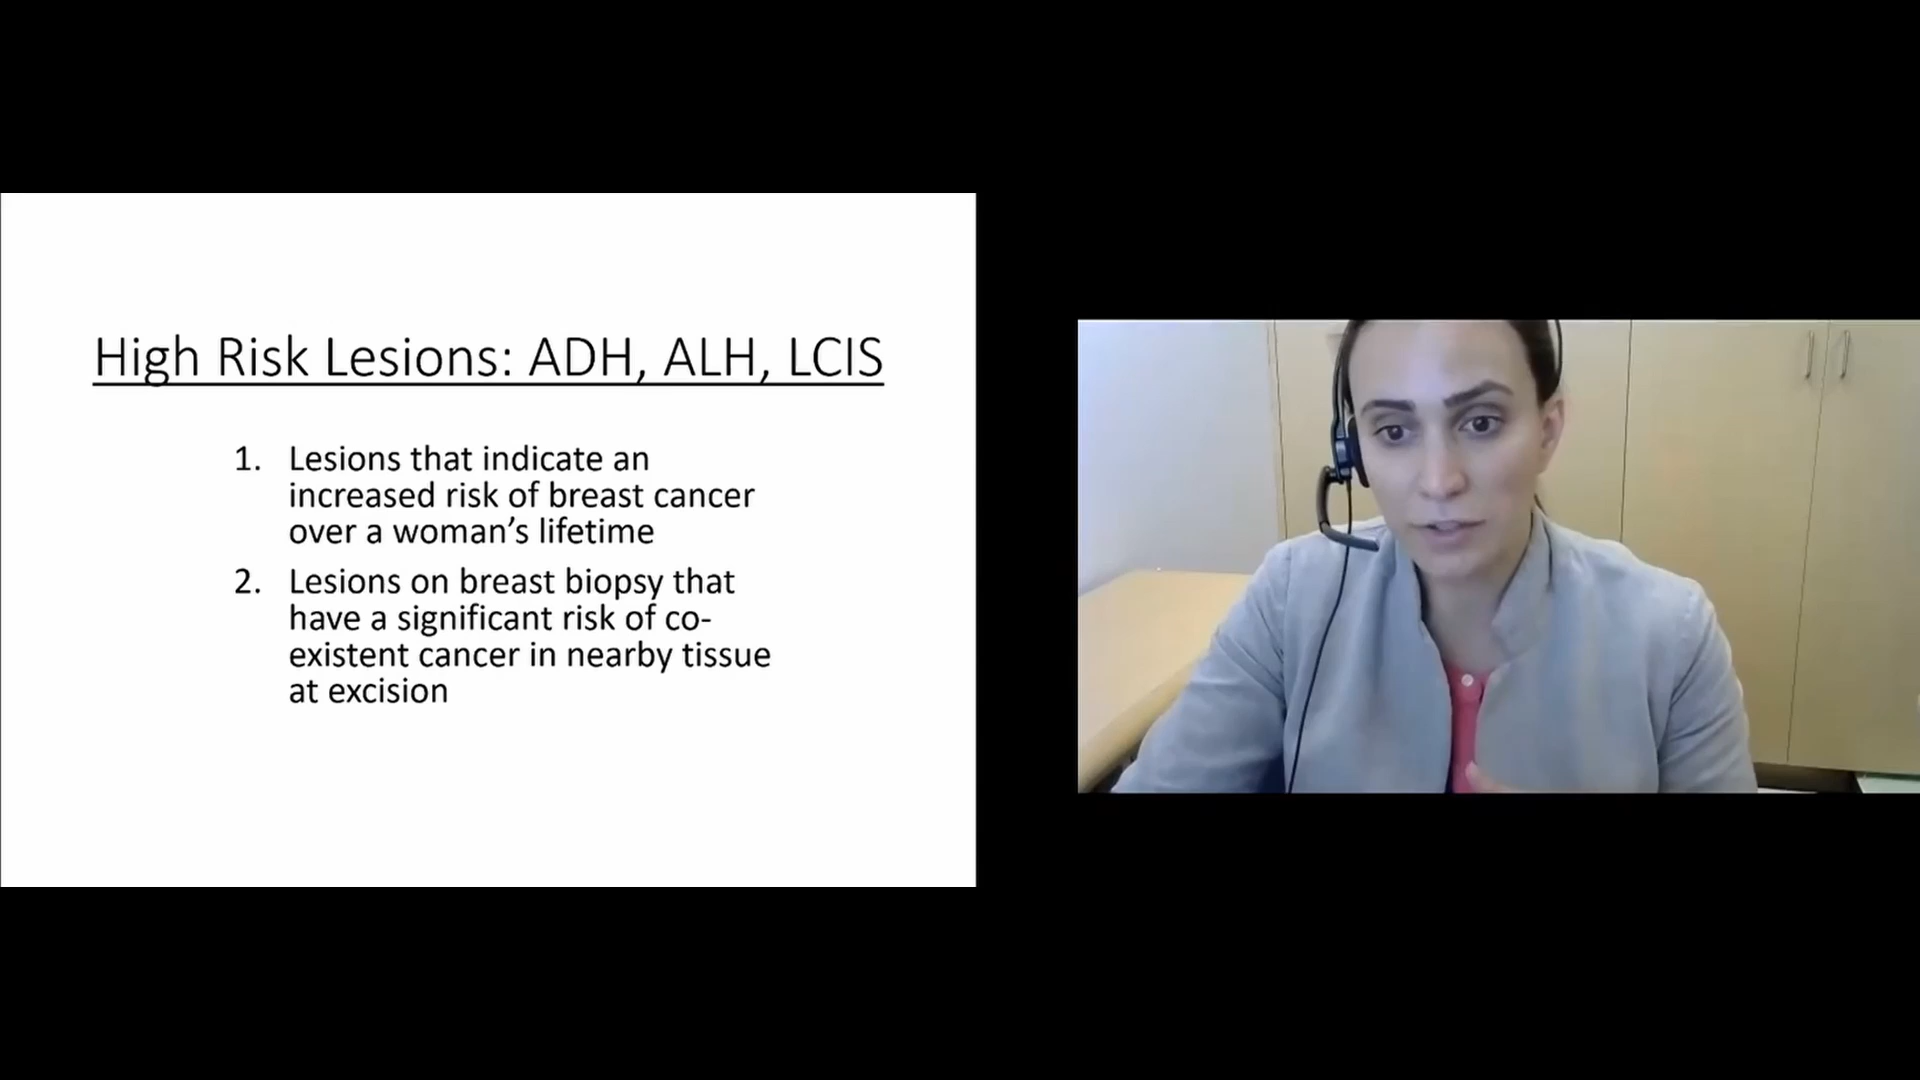 High Risk Lesions: ADH, ALH, LCIS
1. Lesions that indicate an
increased risk of breast cancer
over a woman’s lifetime
2. Lesions on breast biopsy that
have a significant risk of co-
existent cancer in nearby tissue
at excision